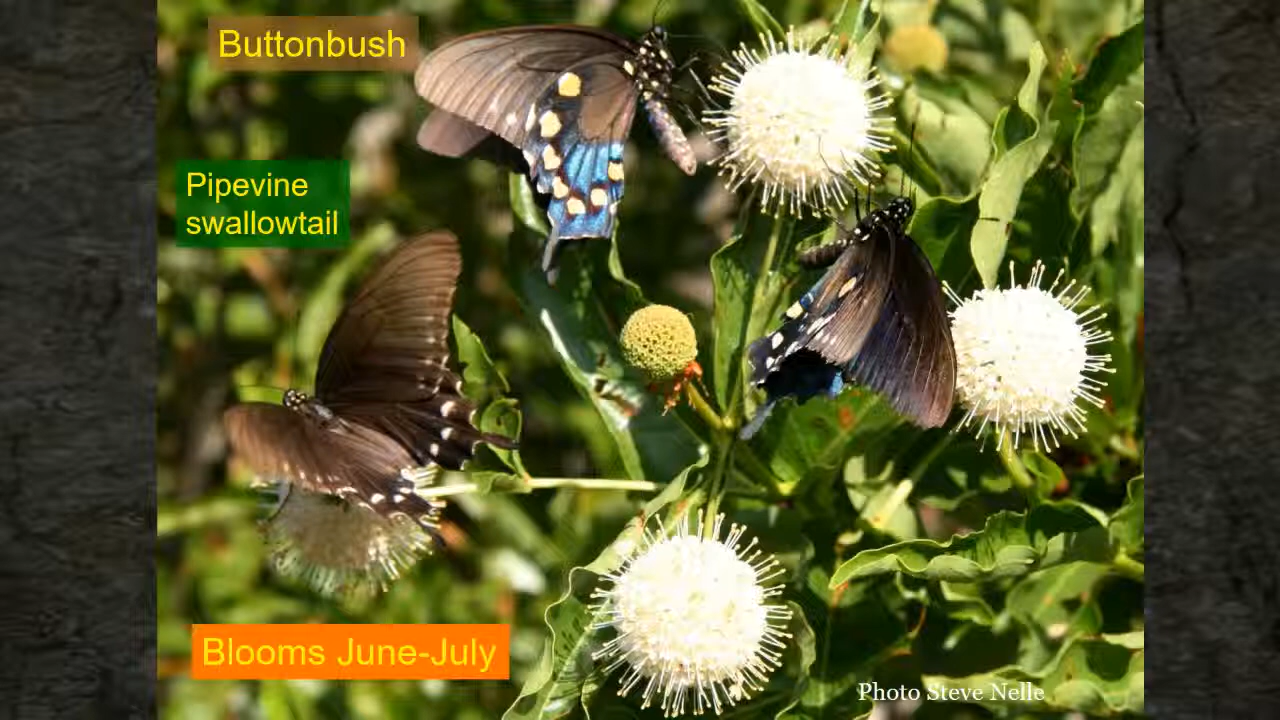 Buttonbush
Pipevine
swallowtail
Blooms June-July
Photo Steve Nelle